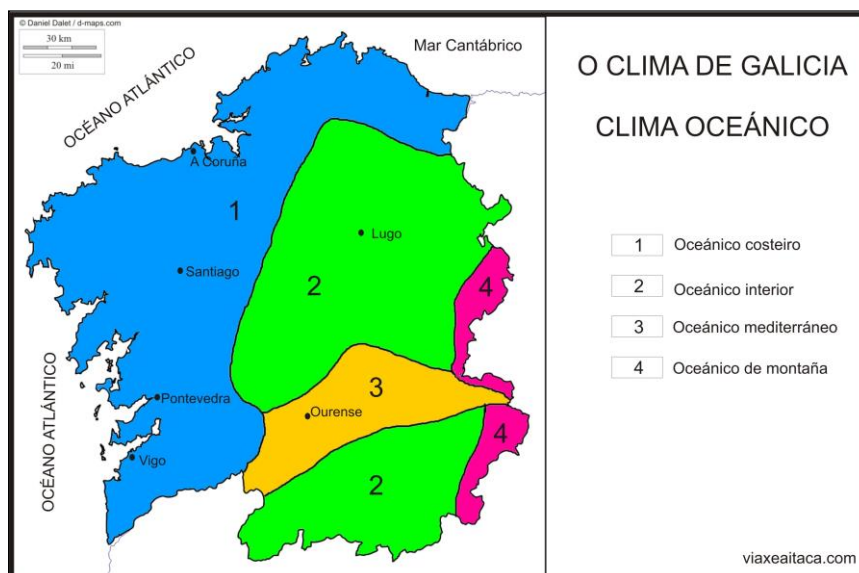 © Daniel Dalet / d-maps.com
30 km
20 mi
OCÉANO ATLÁNTICO
Mar Cantábrico
A Coruña
1
Lugo
Santiago
2
4
OCÉANO ATLÁNTICO
Pontevedra
3
Ourense
4
Vigo
2
O CLIMA DE GALICIA
CLIMA OCEÁNICO
1 Oceánico costeiro
2 Oceánico interior
3 Oceánico mediterráneo
4 Oceánico de montaña
viaxeaitaca.com